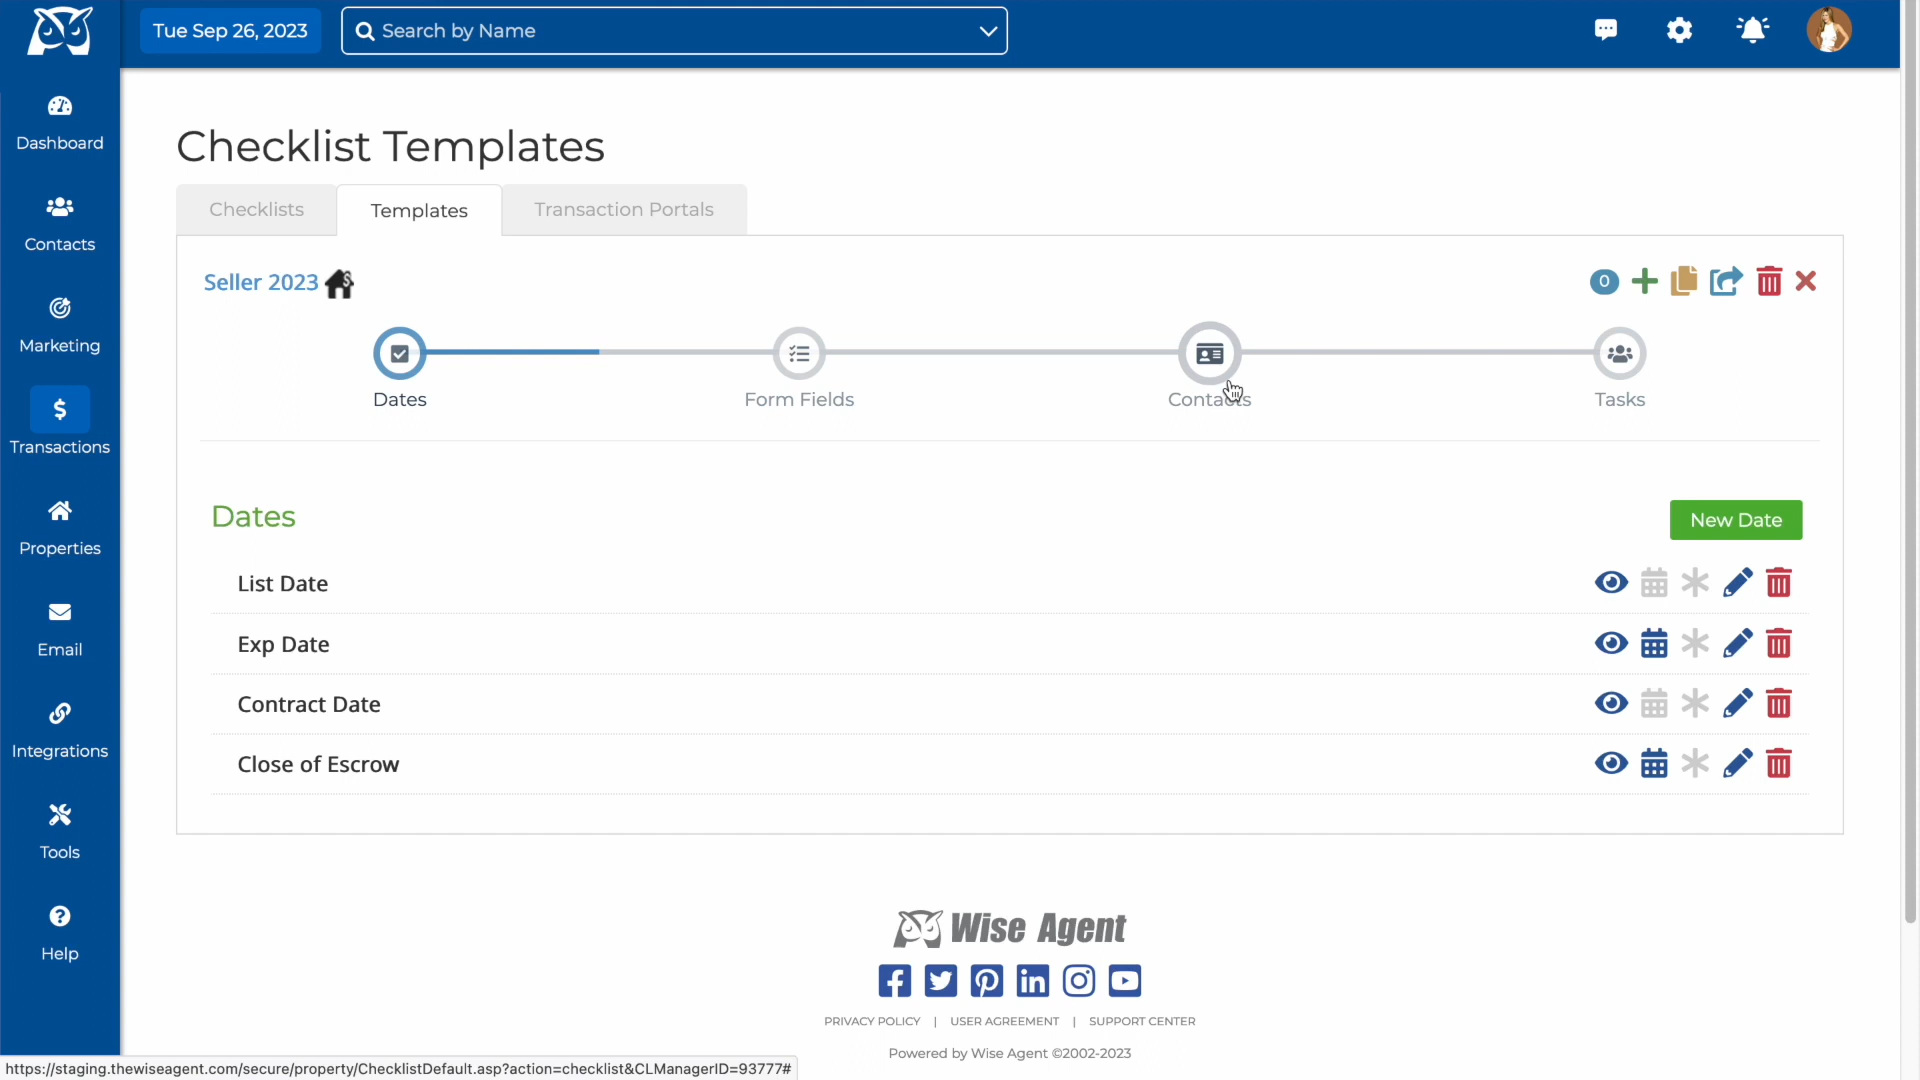 Tue Sep 26, 2023
Search by Name
Dashboard
Contacts
Marketing
Transactions
Properties
Email
Integrations
Tools
Help
Checklist Templates
Checklists
Templates
Transaction Portals
Seller 2023
0
Dates
Form Fields
Contacts
Tasks
Dates
New Date
List Date
Exp Date
Contract Date
Close of Escrow
Wise Agent
PRIVACY POLICY | USER AGREEMENT | SUPPORT CENTER
Powered by Wise Agent ©2002-2023
https://staging.thewiseagent.com/secure/property/ChecklistDefault.asp?action=checklist&CLManagerID=93777#